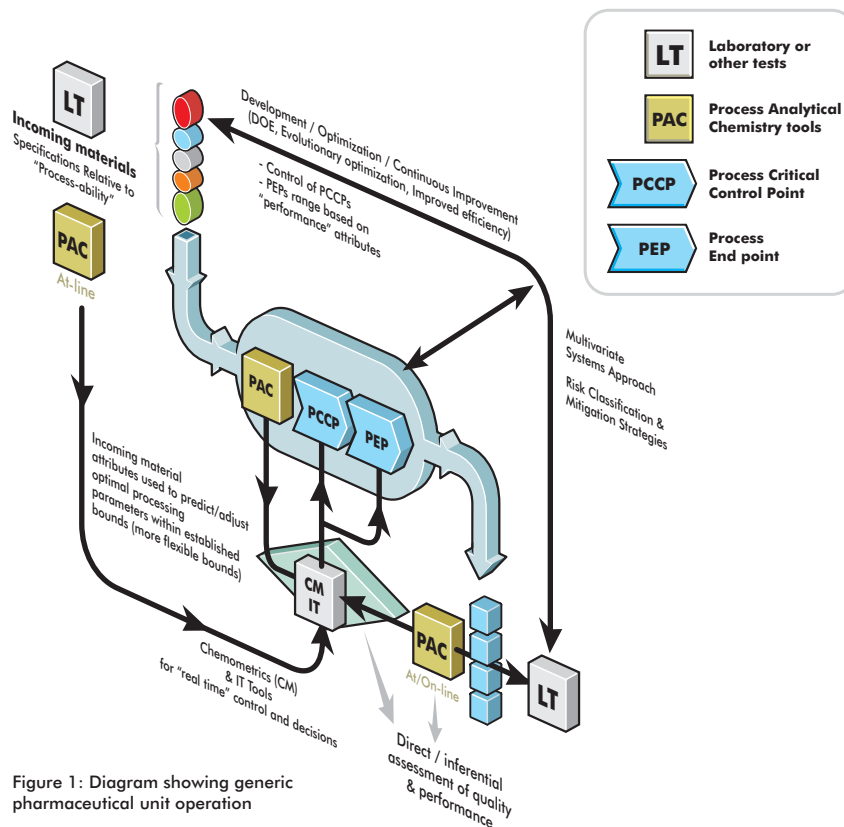 LT
Incoming materials
Specifications Relative to
"Process-ability"
PAC
At-line
Development / Optimization / Continuous Improvement
(DOE, Evolutionary optimization, Improved efficiency)
- Control of PCCPs
- PEPs range based on
"performance" attributes
LT
Laboratory or
other tests
PAC
Process Analytical
Chemistry tools
PCCP
Process Critical
Control Point
PEP
Process
End point
Multivariate
Systems Approach
Risk Classification &
Mitigation Strategies
PAC
PCCP
PEP
Incoming material
attributes used to predict/adjust
optimal processing
parameters within established
bounds (more flexible bounds)
CM
IT
Chemometrics (CM)
& IT Tools
for "real time" control and decisions
PAC
At/On-line
LT
Direct / inferential
assessment of quality
& performance
Figure 1: Diagram showing generic
pharmaceutical unit operation